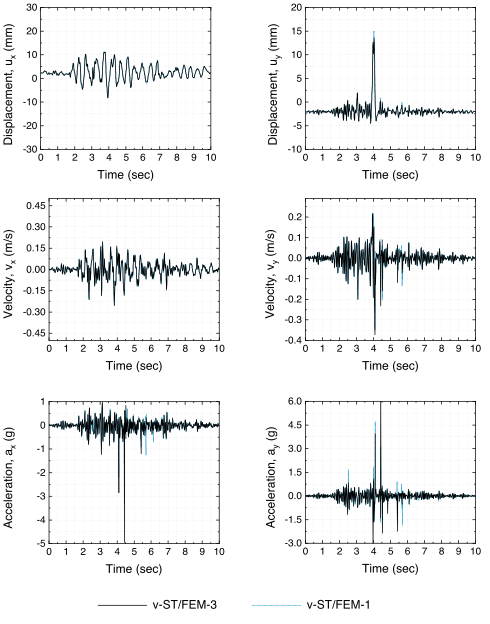 Displacement, ux (mm)
30
20
10
0
-10
-20
-30
0 1 2 3 4 5 6 7 8 9 10
Time (sec)
Displacement, uy (mm)
20
15
10
5
0
-5
-10
0 1 2 3 4 5 6 7 8 9 10
Time (sec)
Velocity, vx (m/s)
0.45
0.30
0.15
0.00
-0.15
-0.30
-0.45
0 1 2 3 4 5 6 7 8 9 10
Time (sec)
Velocity, vy (m/s)
0.2
0.1
0.0
-0.1
-0.2
-0.3
-0.4
0 1 2 3 4 5 6 7 8 9 10
Time (sec)
Acceleration, ax (g)
1
0
-1
-2
-3
-4
-5
0 1 2 3 4 5 6 7 8 9 10
Time (sec)
Acceleration, ay (g)
6.0
4.5
3.0
1.5
0.0
-1.5
-3.0
0 1 2 3 4 5 6 7 8 9 10
Time (sec)
v-ST/FEM-3 v-ST/FEM-1